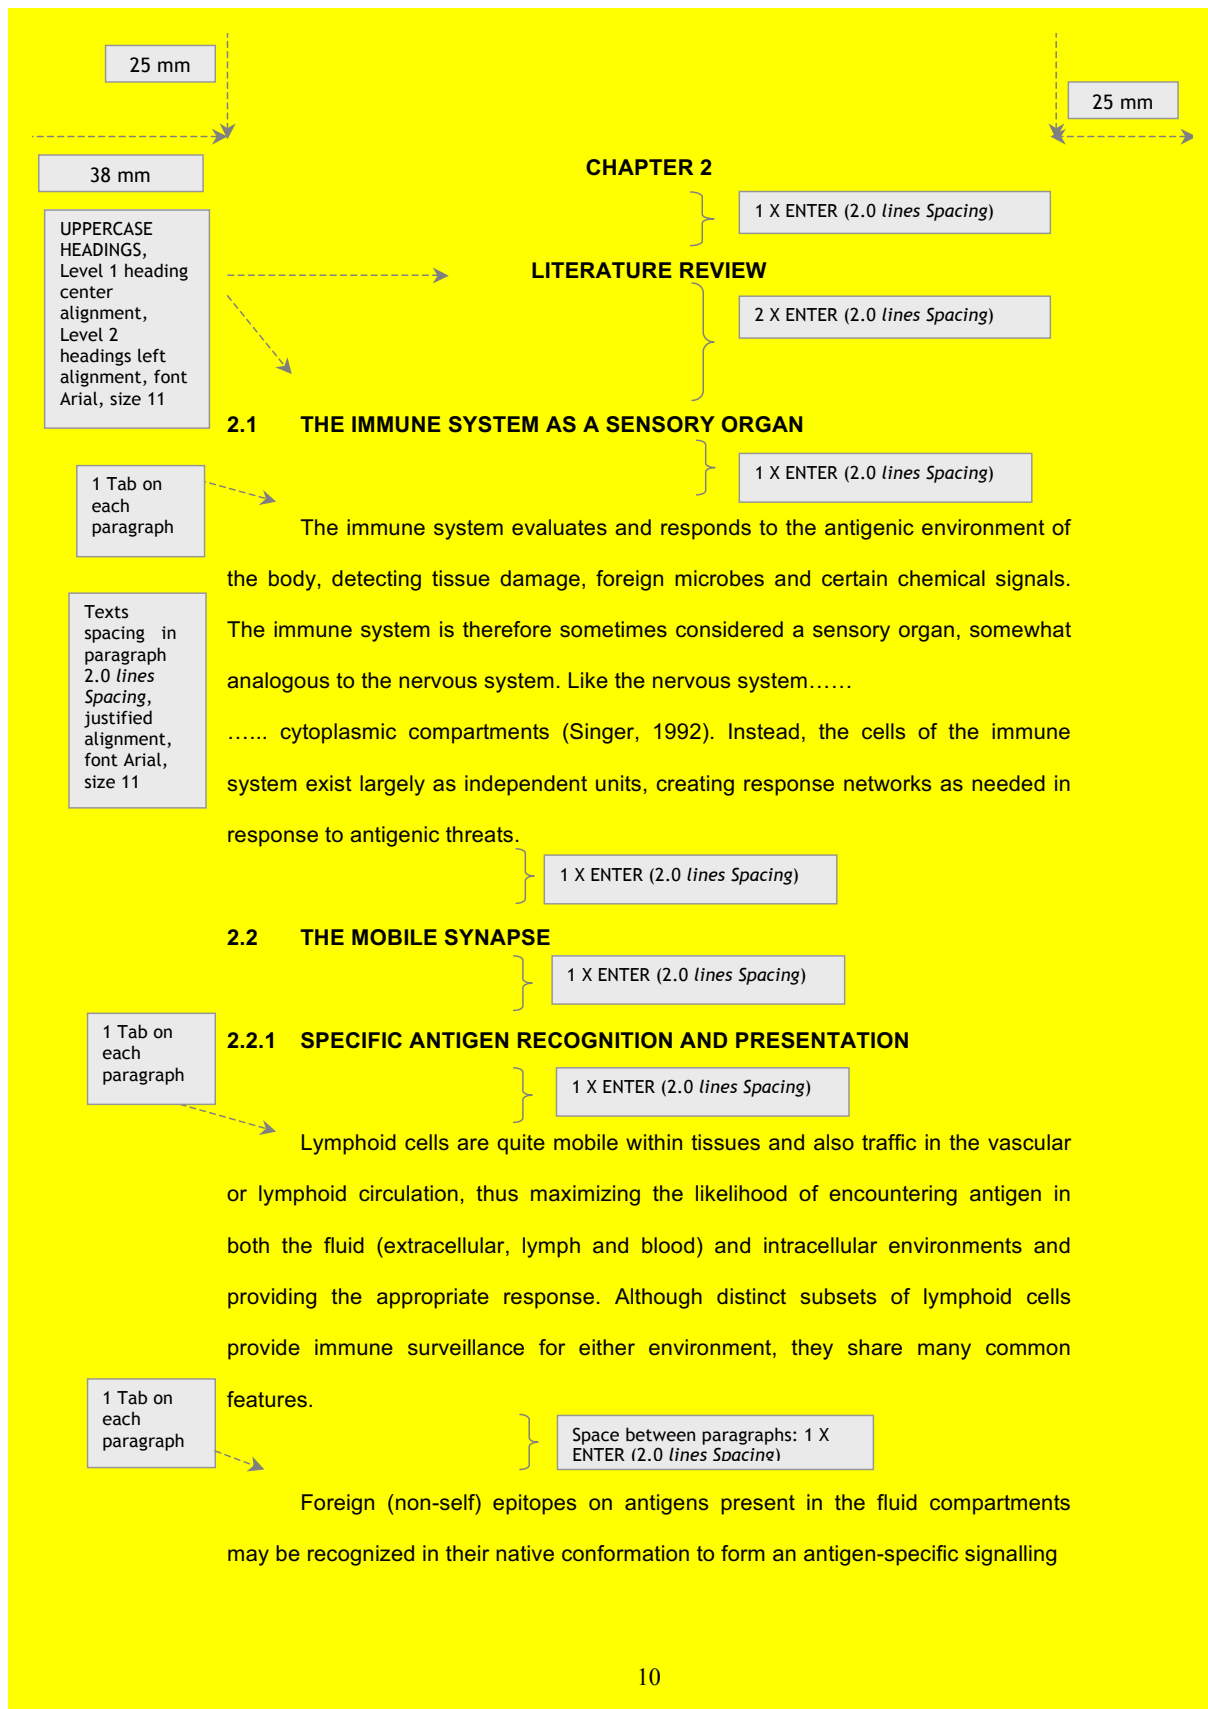 25 mm
25 mm
38 mm
CHAPTER 2
1 X ENTER (2.0 lines Spacing)
UPPERCASE
HEADINGS,
Level 1 heading
center
alignment,
Level 2
headings left
alignment, font
Arial, size 11
LITERATURE REVIEW
2 X ENTER (2.0 lines Spacing)
2.1 THE IMMUNE SYSTEM AS A SENSORY ORGAN
1 X ENTER (2.0 lines Spacing)
1 Tab on
each
paragraph
The immune system evaluates and responds to the antigenic environment of
the body, detecting tissue damage, foreign microbes and certain chemical signals.
The immune system is therefore sometimes considered a sensory organ, somewhat
analogous to the nervous system. Like the nervous system……
…... cytoplasmic compartments (Singer, 1992). Instead, the cells of the immune
system exist largely as independent units, creating response networks as needed in
response to antigenic threats.
Texts
spacing in
paragraph
2.0 lines
Spacing,
justified
alignment,
font Arial,
size 11
1 X ENTER (2.0 lines Spacing)
2.2 THE MOBILE SYNAPSE
1 X ENTER (2.0 lines Spacing)
1 Tab on
each
paragraph
2.2.1 SPECIFIC ANTIGEN RECOGNITION AND PRESENTATION
1 X ENTER (2.0 lines Spacing)
Lymphoid cells are quite mobile within tissues and also traffic in the vascular
or lymphoid circulation, thus maximizing the likelihood of encountering antigen in
both the fluid (extracellular, lymph and blood) and intracellular environments and
providing the appropriate response. Although distinct subsets of lymphoid cells
provide immune surveillance for either environment, they share many common
features.
1 Tab on
each
paragraph
Space between paragraphs: 1 X
ENTER (2.0 lines Spacing)
Foreign (non-self) epitopes on antigens present in the fluid compartments
may be recognized in their native conformation to form an antigen-specific signalling
10